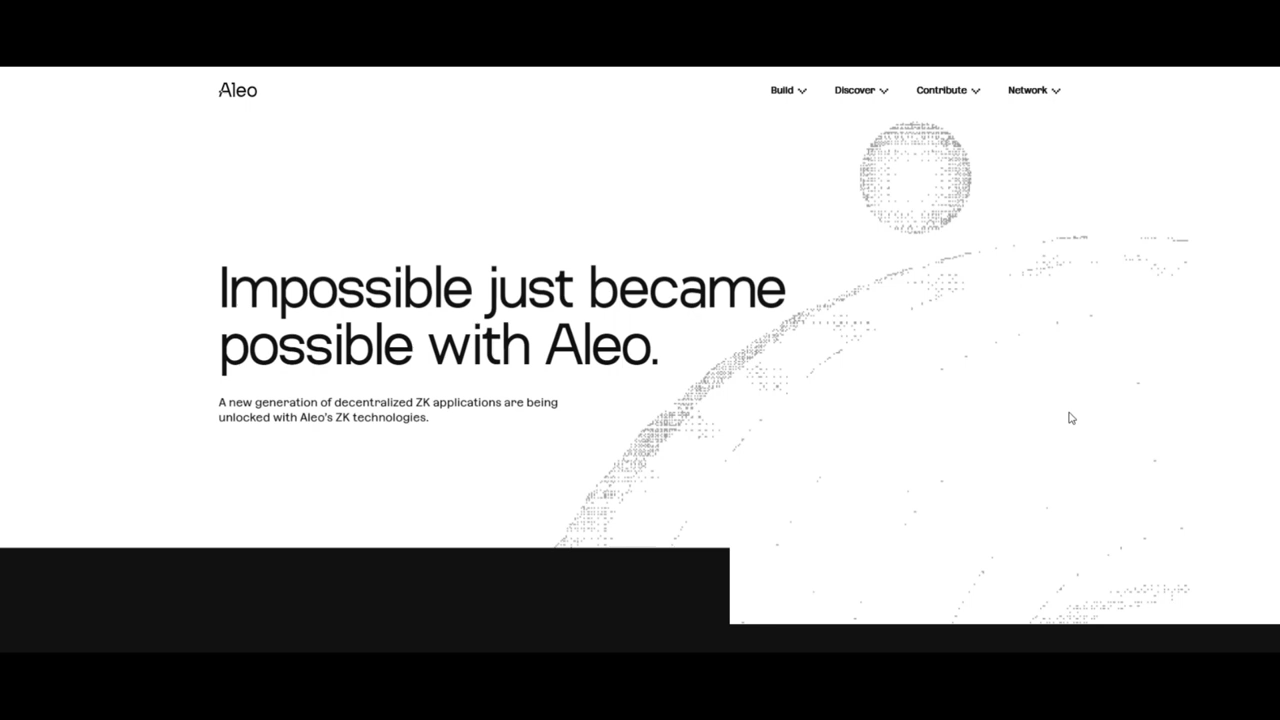 Aleo
Build Discover Contribute Network
Impossible just became
possible with Aleo.
A new generation of decentralized ZK applications are being
unlocked with Aleo's ZK technologies.